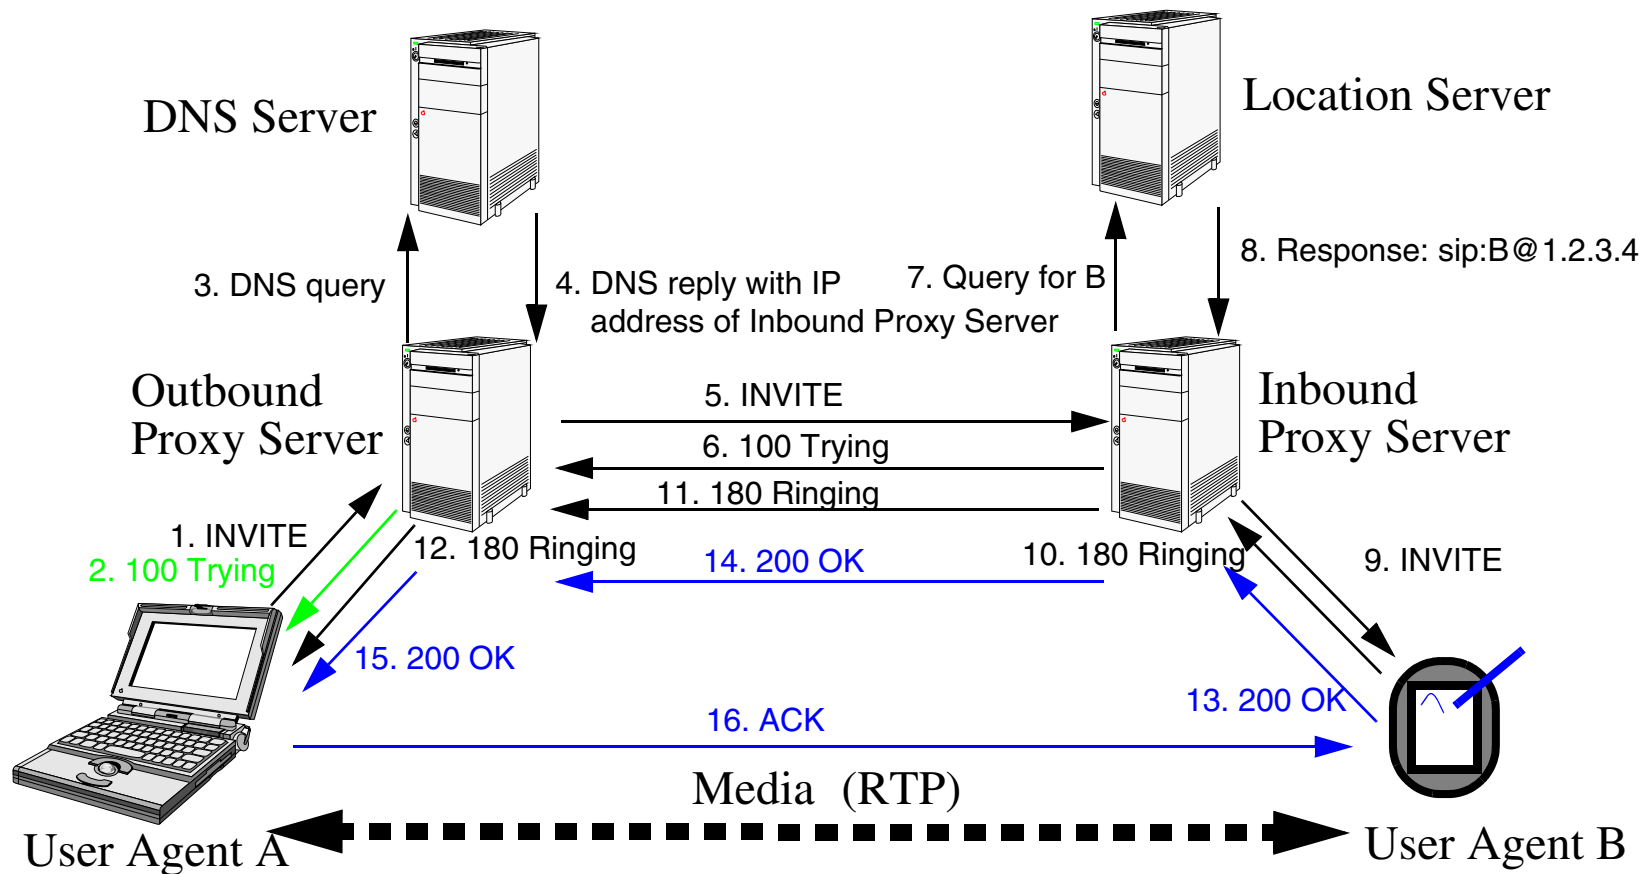 DNS Server
Location Server
3. DNS query
4. DNS reply with IP
address of Inbound Proxy Server
7. Query for B
8. Response: sip:B@1.2.3.4
Outbound
Proxy Server
5. INVITE
6. 100 Trying
11. 180 Ringing
Inbound
Proxy Server
1. INVITE
2. 100 Trying
12. 180 Ringing
14. 200 OK
10. 180 Ringing
9. INVITE
15. 200 OK
13. 200 OK
16. ACK
Media (RTP)
User Agent A
User Agent B